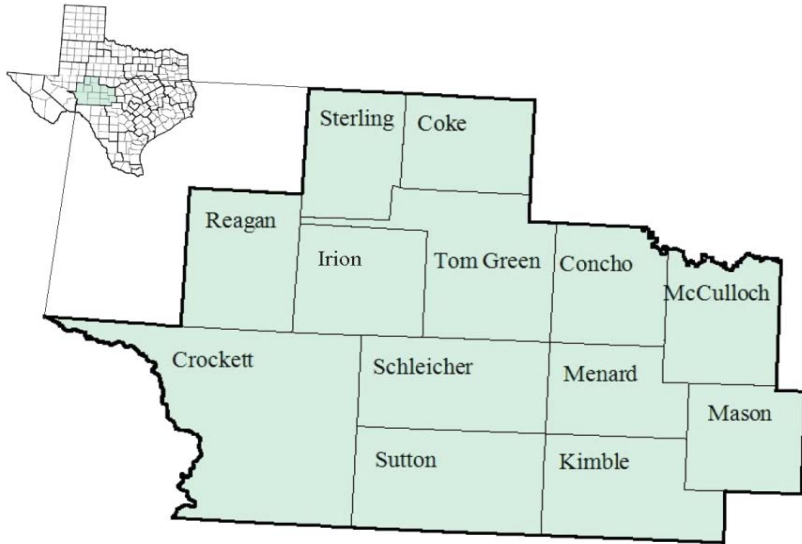 Sterling
Coke
Reagan
Irion
Tom Green
Concho
McCulloch
Crockett
Schleicher
Menard
Mason
Sutton
Kimble